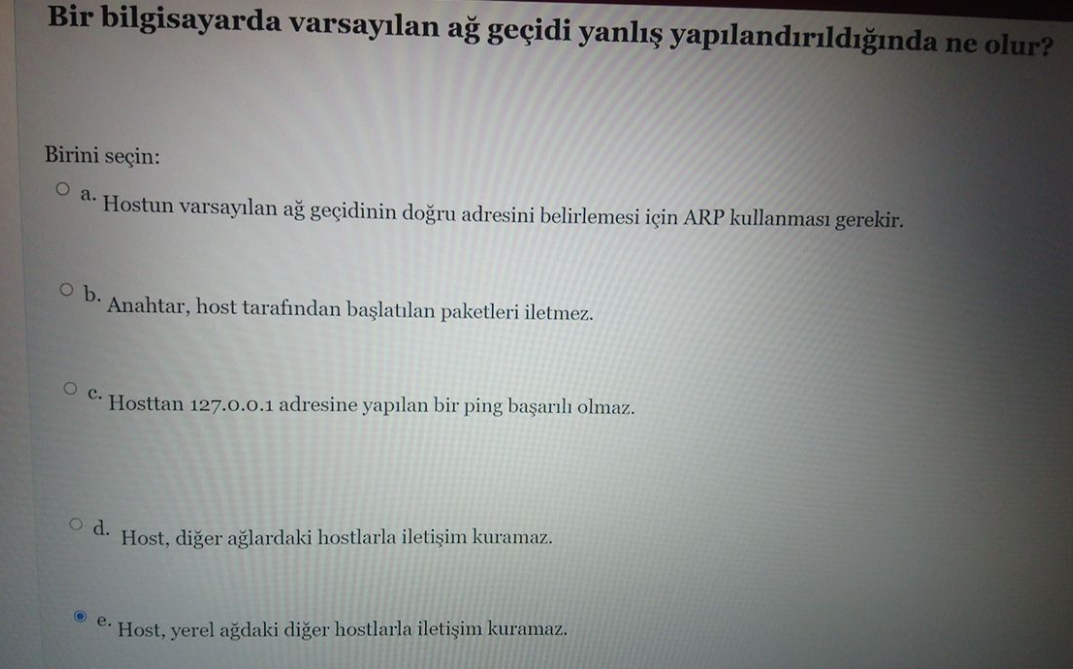 Bir bilgisayarda varsayılan ağ geçidi yanlış yapılandırıldığında ne olur?
Birini seçin:
a. Hostun varsayılan ağ geçidinin doğru adresini belirlemesi için ARP kullanması gerekir.
b. Anahtar, host tarafından başlatılan paketleri iletmez.
c. Hosttan 127.0.0.1 adresine yapılan bir ping başarılı olmaz.
d. Host, diğer ağlardaki hostlarla iletişim kuramaz.
e. Host, yerel ağdaki diğer hostlarla iletişim kuramaz.